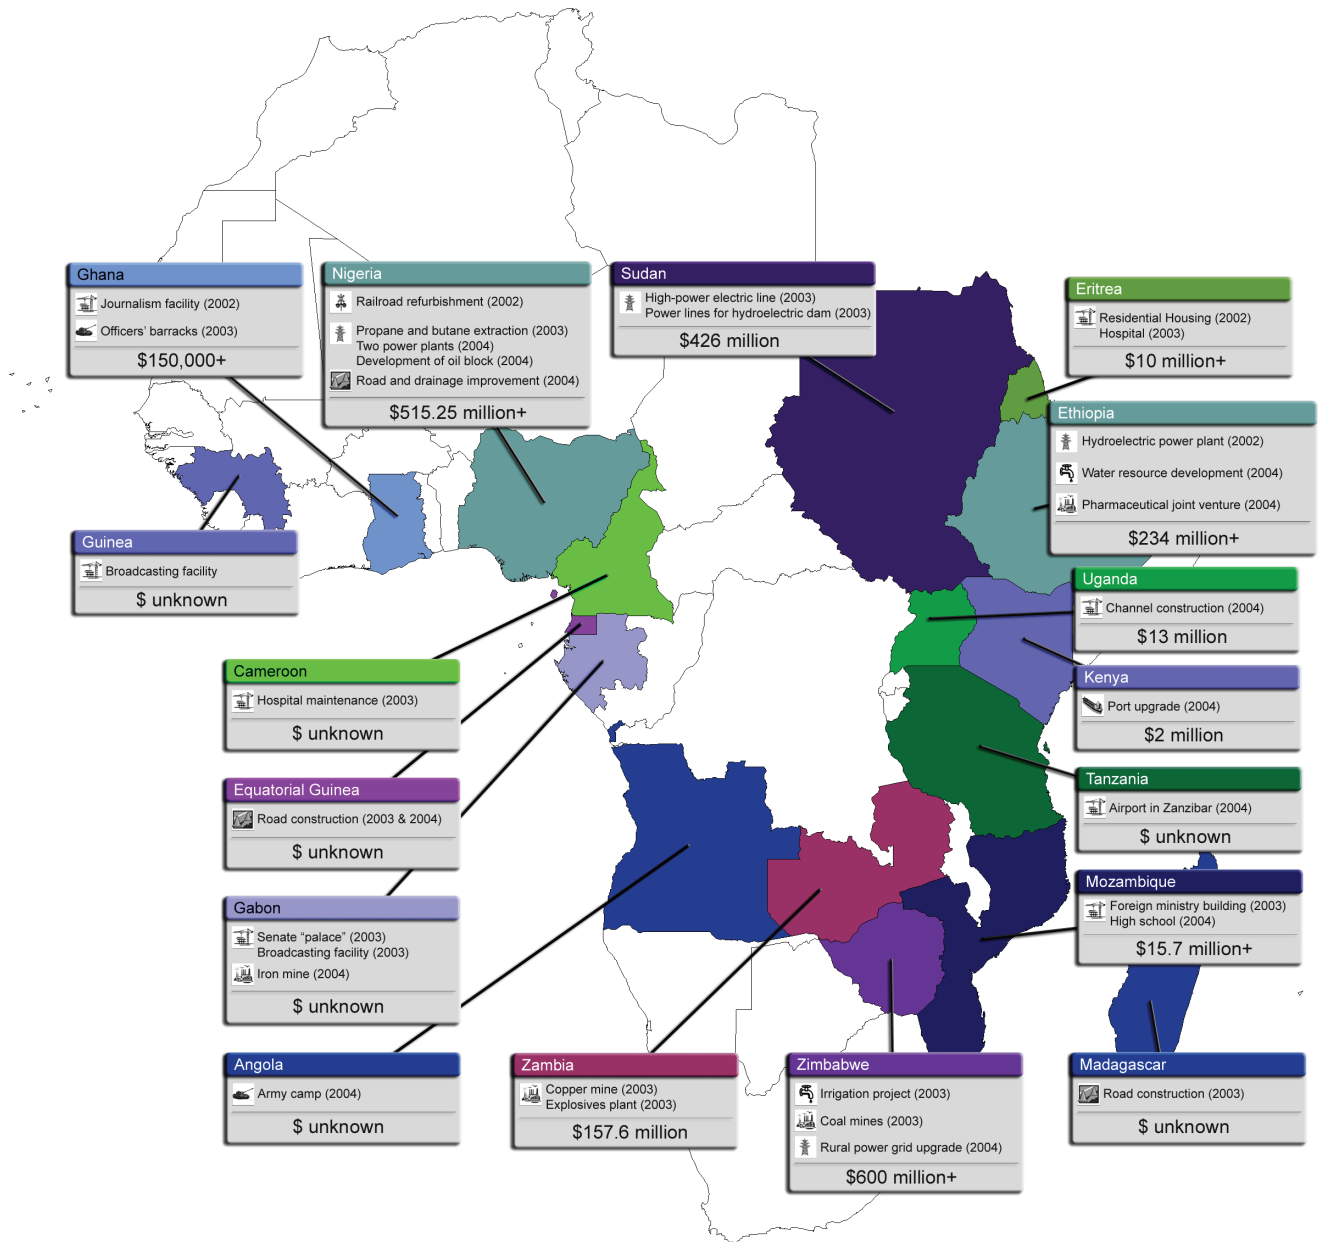 Ghana
Journalism facility (2002)
Officers' barracks (2003)
$150,000+
Nigeria
Railroad refurbishment (2002)
Propane and butane extraction (2003)
Two power plants (2004)
Development of oil block (2004)
Road and drainage improvement (2004)
$515.25 million+
Sudan
High-power electric line (2003)
Power lines for hydroelectric dam (2003)
$426 million
Eritrea
Residential Housing (2002)
Hospital (2003)
$10 million+
Ethiopia
Hydroelectric power plant (2002)
Water resource development (2004)
Pharmaceutical joint venture (2004)
$234 million+
Guinea
Broadcasting facility
$ unknown
Uganda
Channel construction (2004)
$13 million
Cameroon
Hospital maintenance (2003)
$ unknown
Kenya
Port upgrade (2004)
$2 million
Equatorial Guinea
Road construction (2003 & 2004)
$ unknown
Tanzania
Airport in Zanzibar (2004)
$ unknown
Gabon
Senate "palace" (2003)
Broadcasting facility (2003)
Iron mine (2004)
$ unknown
Mozambique
Foreign ministry building (2003)
High school (2004)
$15.7 million+
Angola
Army camp (2004)
$ unknown
Zambia
Copper mine (2003)
Explosives plant (2003)
$157.6 million
Zimbabwe
Irrigation project (2003)
Coal mines (2003)
Rural power grid upgrade (2004)
$600 million+
Madagascar
Road construction (2003)
$ unknown